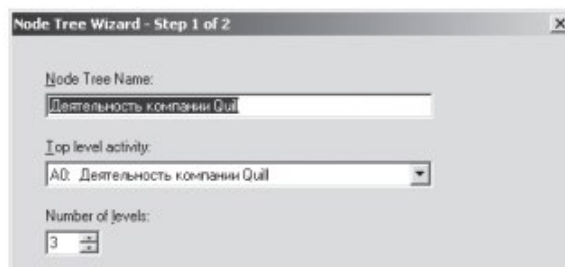 Node Tree Wizard - Step 1 of 2
Node Tree Name:
Деятельность компании Quill
Top level activity:
A0: Деятельность компании Quill
Number of levels:
3